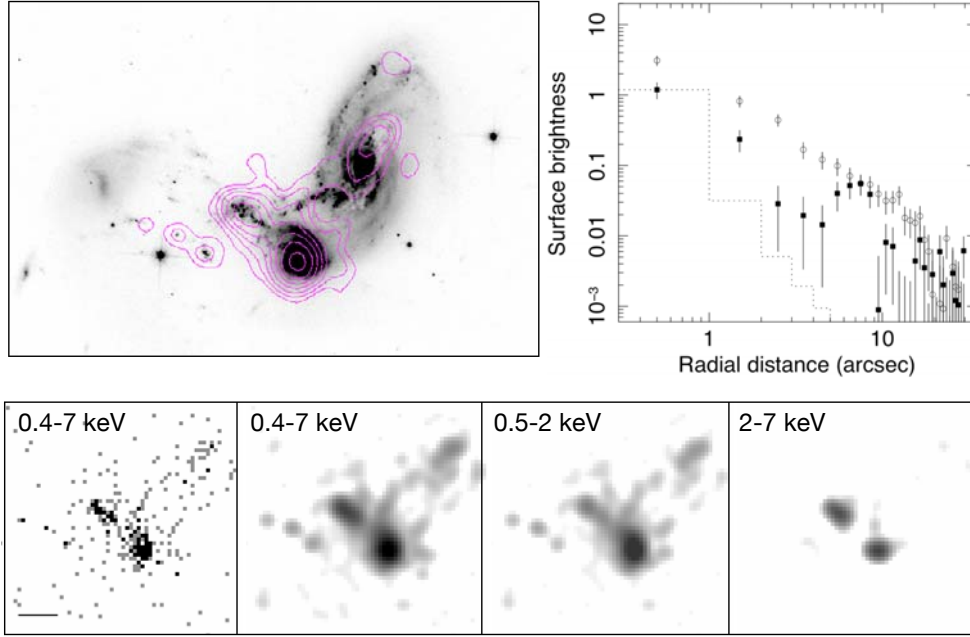 10
1
0.1
0.01
10⁻³
Surface brightness
1
10
Radial distance (arcsec)
0.4-7 keV
0.4-7 keV
0.5-2 keV
2-7 keV